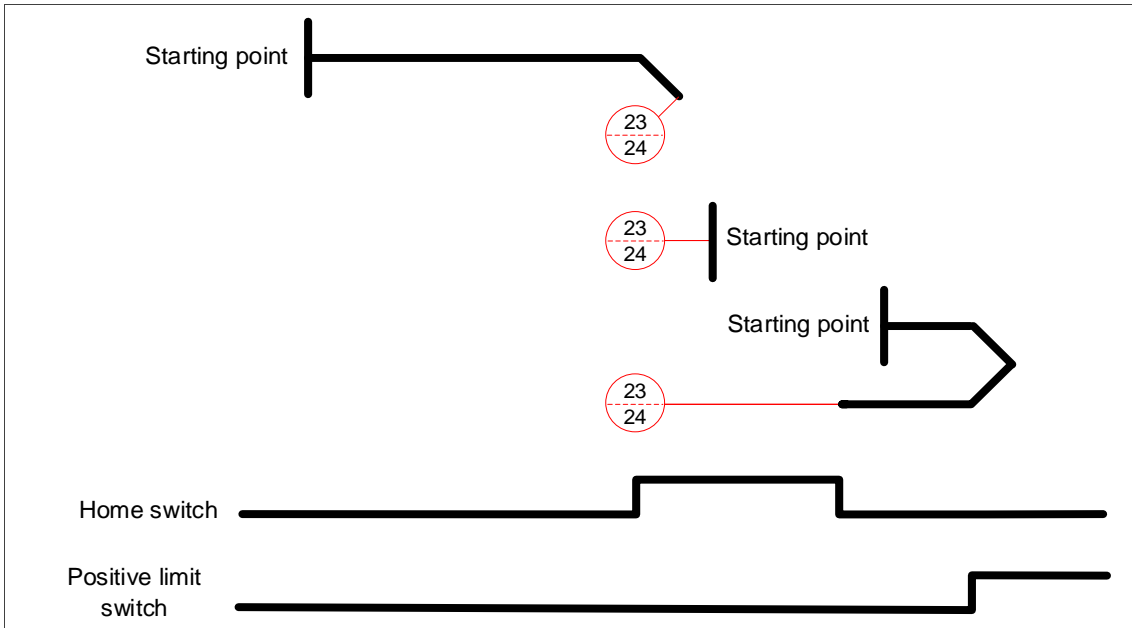 Starting point
23
24
23
24
Starting point
Starting point
23
24
Home switch
Positive limit
switch